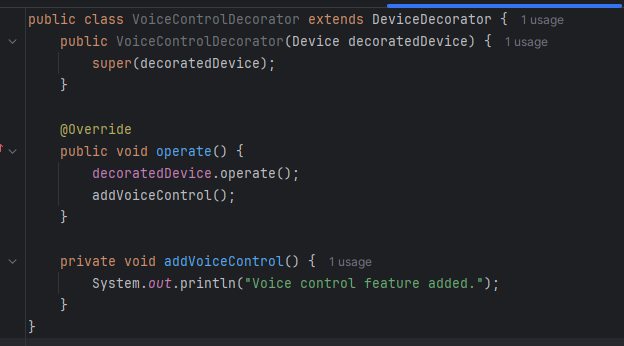 public class VoiceControlDecorator extends DeviceDecorator { 1 usage
public VoiceControlDecorator(Device decoratedDevice) { 1 usage
super(decoratedDevice);
}
@Override
public void operate() {
decoratedDevice.operate();
addVoiceControl();
}
private void addVoiceControl() { 1 usage
System.out.println("Voice control feature added.");
}
}